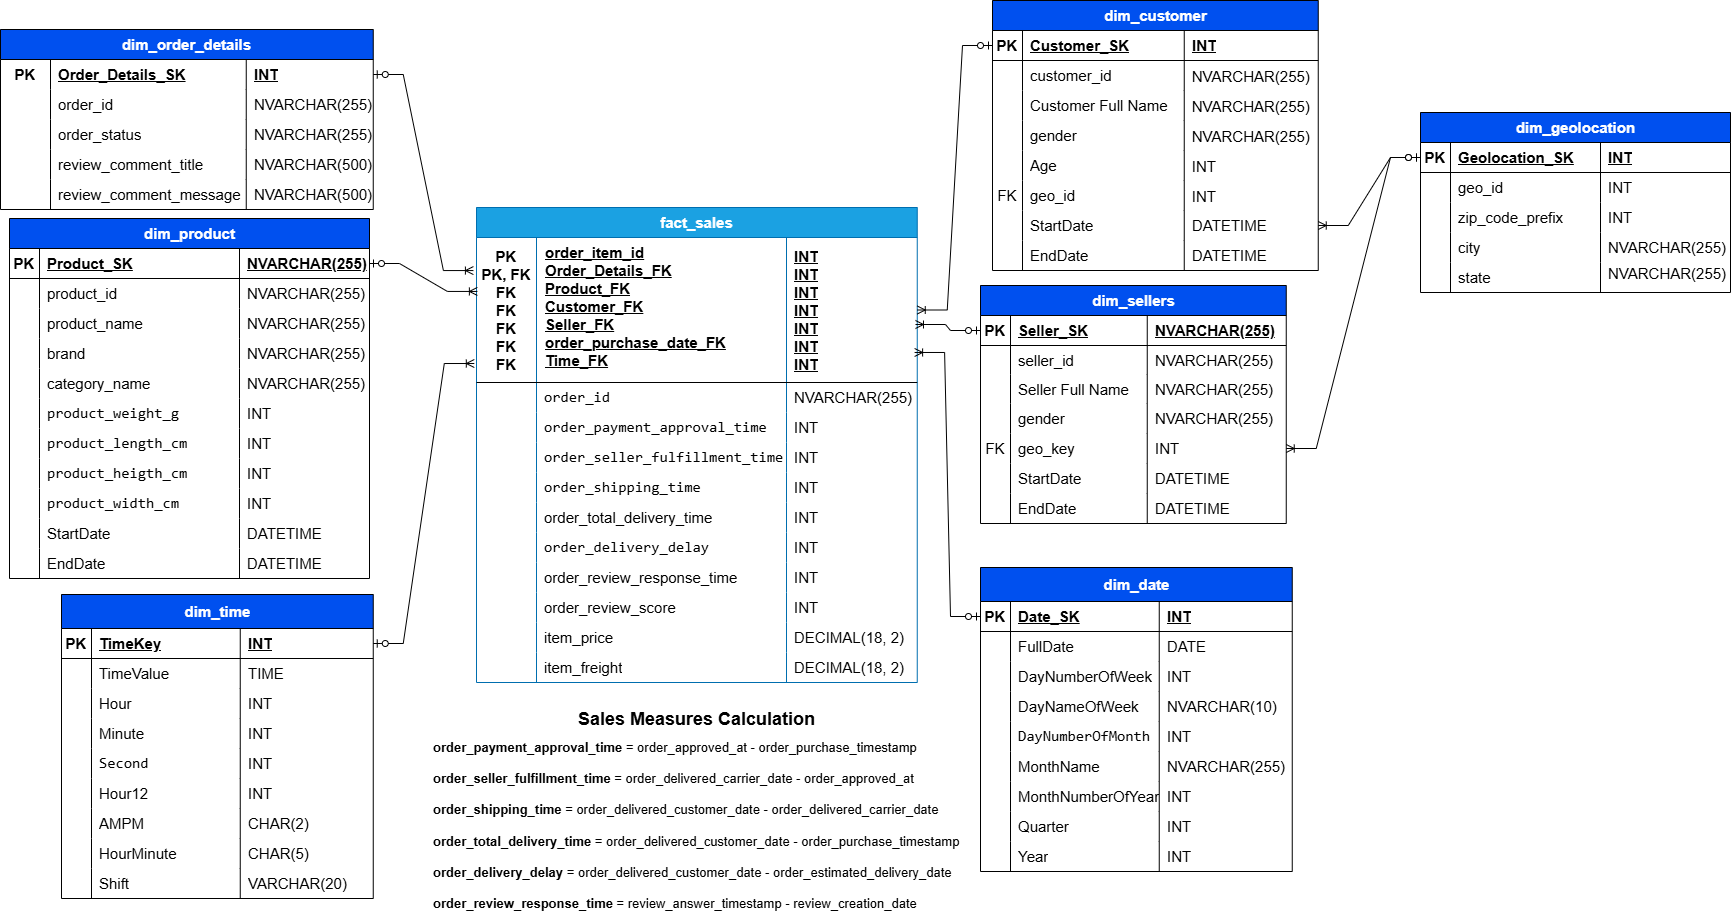 dim_order_details
PK Order_Details_SK INT
order_id NVARCHAR(255)
order_status NVARCHAR(255)
review_comment_title NVARCHAR(500)
review_comment_message NVARCHAR(500)
dim_product
PK Product_SK NVARCHAR(255)
product_id NVARCHAR(255)
product_name NVARCHAR(255)
brand NVARCHAR(255)
category_name NVARCHAR(255)
product_weight_g INT
product_length_cm INT
product_heigth_cm INT
product_width_cm INT
StartDate DATETIME
EndDate DATETIME
dim_time
PK TimeKey INT
TimeValue TIME
Hour INT
Minute INT
Second INT
Hour12 INT
AMPM CHAR(2)
HourMinute CHAR(5)
Shift VARCHAR(20)
fact_sales
PK order_item_id INT
PK, FK Order_Details_FK INT
FK Product_FK INT
FK Customer_FK INT
FK Seller_FK INT
FK order_purchase_date_FK INT
FK Time_FK INT
order_id NVARCHAR(255)
order_payment_approval_time INT
order_seller_fulfillment_time INT
order_shipping_time INT
order_total_delivery_time INT
order_delivery_delay INT
order_review_response_time INT
order_review_score INT
item_price DECIMAL(18, 2)
item_freight DECIMAL(18, 2)
Sales Measures Calculation
order_payment_approval_time = order_approved_at - order_purchase_timestamp
order_seller_fulfillment_time = order_delivered_carrier_date - order_approved_at
order_shipping_time = order_delivered_customer_date - order_delivered_carrier_date
order_total_delivery_time = order_delivered_customer_date - order_purchase_timestamp
order_delivery_delay = order_delivered_customer_date - order_estimated_delivery_date
order_review_response_time = review_answer_timestamp - review_creation_date
dim_customer
PK Customer_SK INT
customer_id NVARCHAR(255)
Customer Full Name NVARCHAR(255)
gender NVARCHAR(255)
Age INT
FK geo_id INT
StartDate DATETIME
EndDate DATETIME
dim_sellers
PK Seller_SK NVARCHAR(255)
seller_id NVARCHAR(255)
Seller Full Name NVARCHAR(255)
gender NVARCHAR(255)
FK geo_key INT
StartDate DATETIME
EndDate DATETIME
dim_date
PK Date_SK INT
FullDate DATE
DayNumberOfWeek INT
DayNameOfWeek NVARCHAR(10)
DayNumberOfMonth INT
MonthName NVARCHAR(255)
MonthNumberOfYear INT
Quarter INT
Year INT
dim_geolocation
PK Geolocation_SK INT
geo_id INT
zip_code_prefix INT
city NVARCHAR(255)
state NVARCHAR(255)